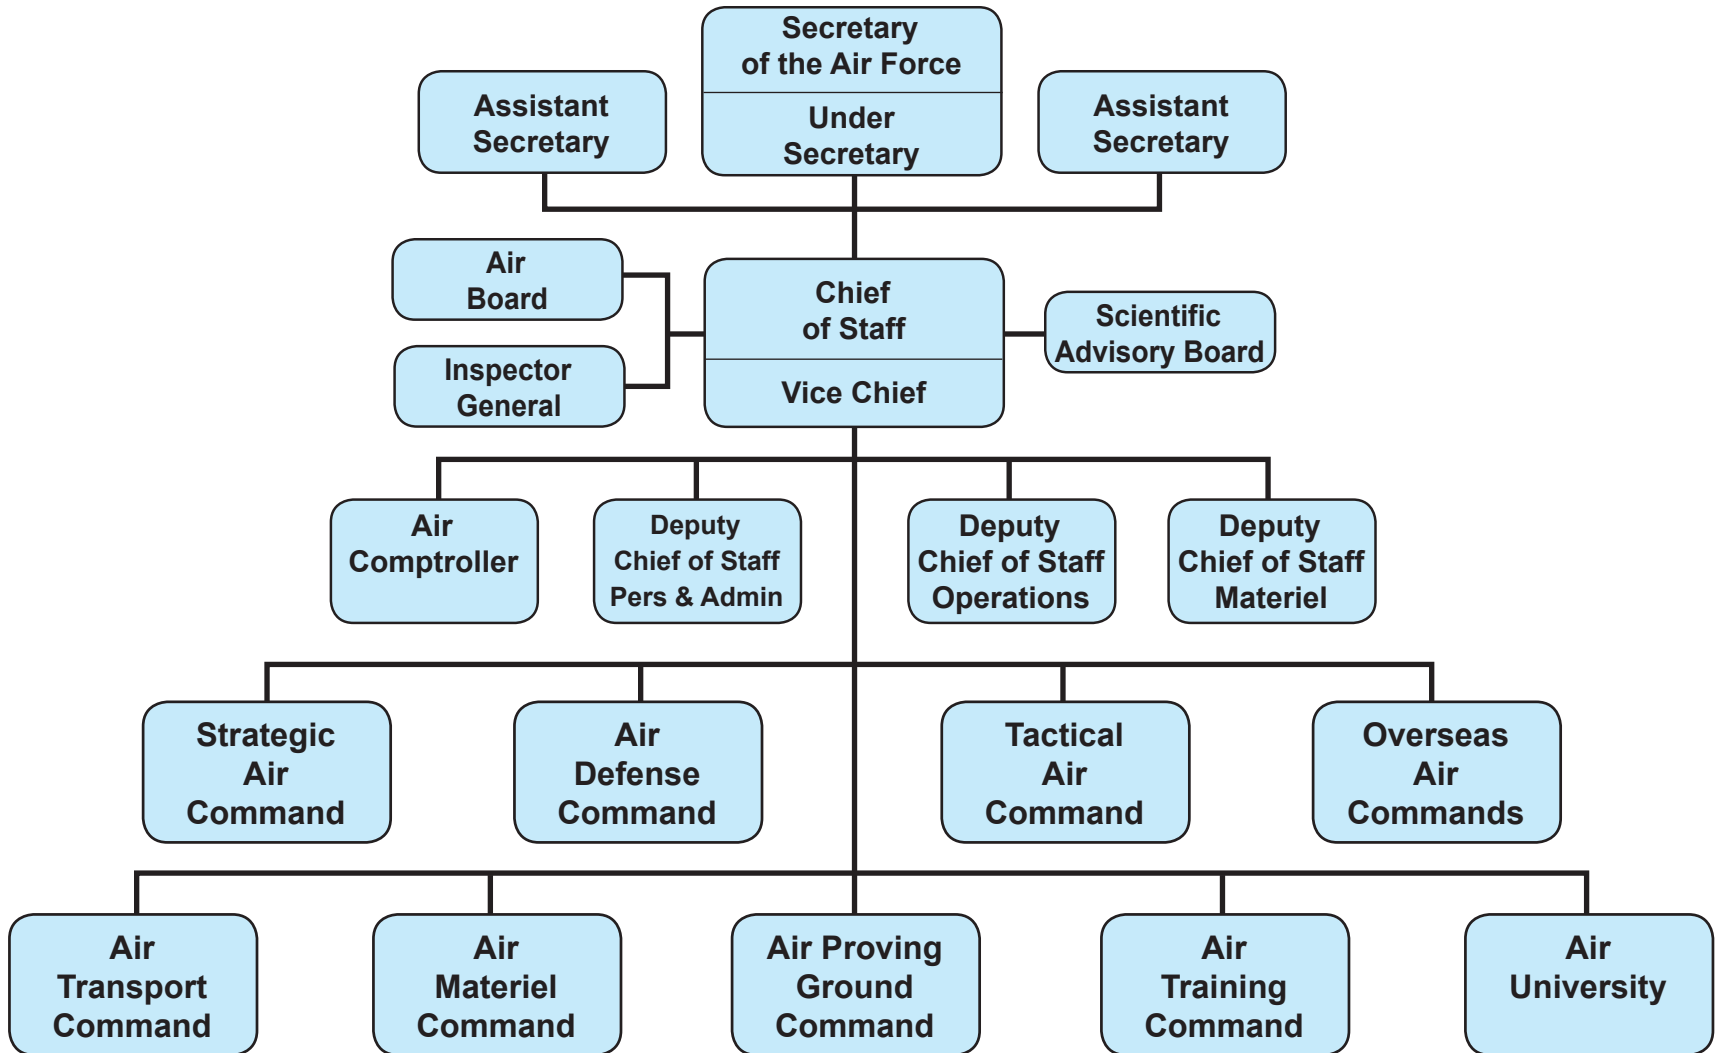 Secretary
of the Air Force
Under
Secretary
Assistant
Secretary
Assistant
Secretary
Air
Board
Inspector
General
Chief
of Staff
Vice Chief
Scientific
Advisory Board
Air
Comptroller
Deputy
Chief of Staff
Pers & Admin
Deputy
Chief of Staff
Operations
Deputy
Chief of Staff
Materiel
Strategic
Air
Command
Air
Defense
Command
Tactical
Air
Command
Overseas
Air
Commands
Air
Transport
Command
Air
Materiel
Command
Air Proving
Ground
Command
Air
Training
Command
Air
University